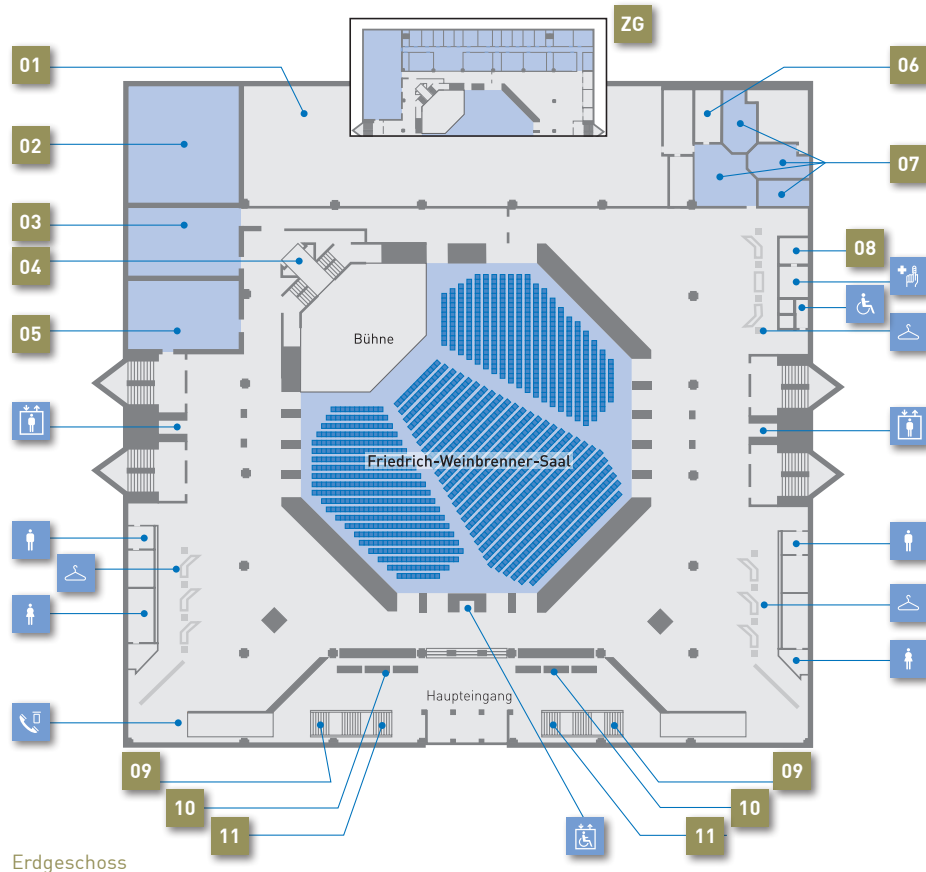 ZG
01
06
02
07
03
08
04
05
Bühne
Friedrich-Weinbrenner-Saal
Haupteingang
09
09
10
10
11
11
Erdgeschoss